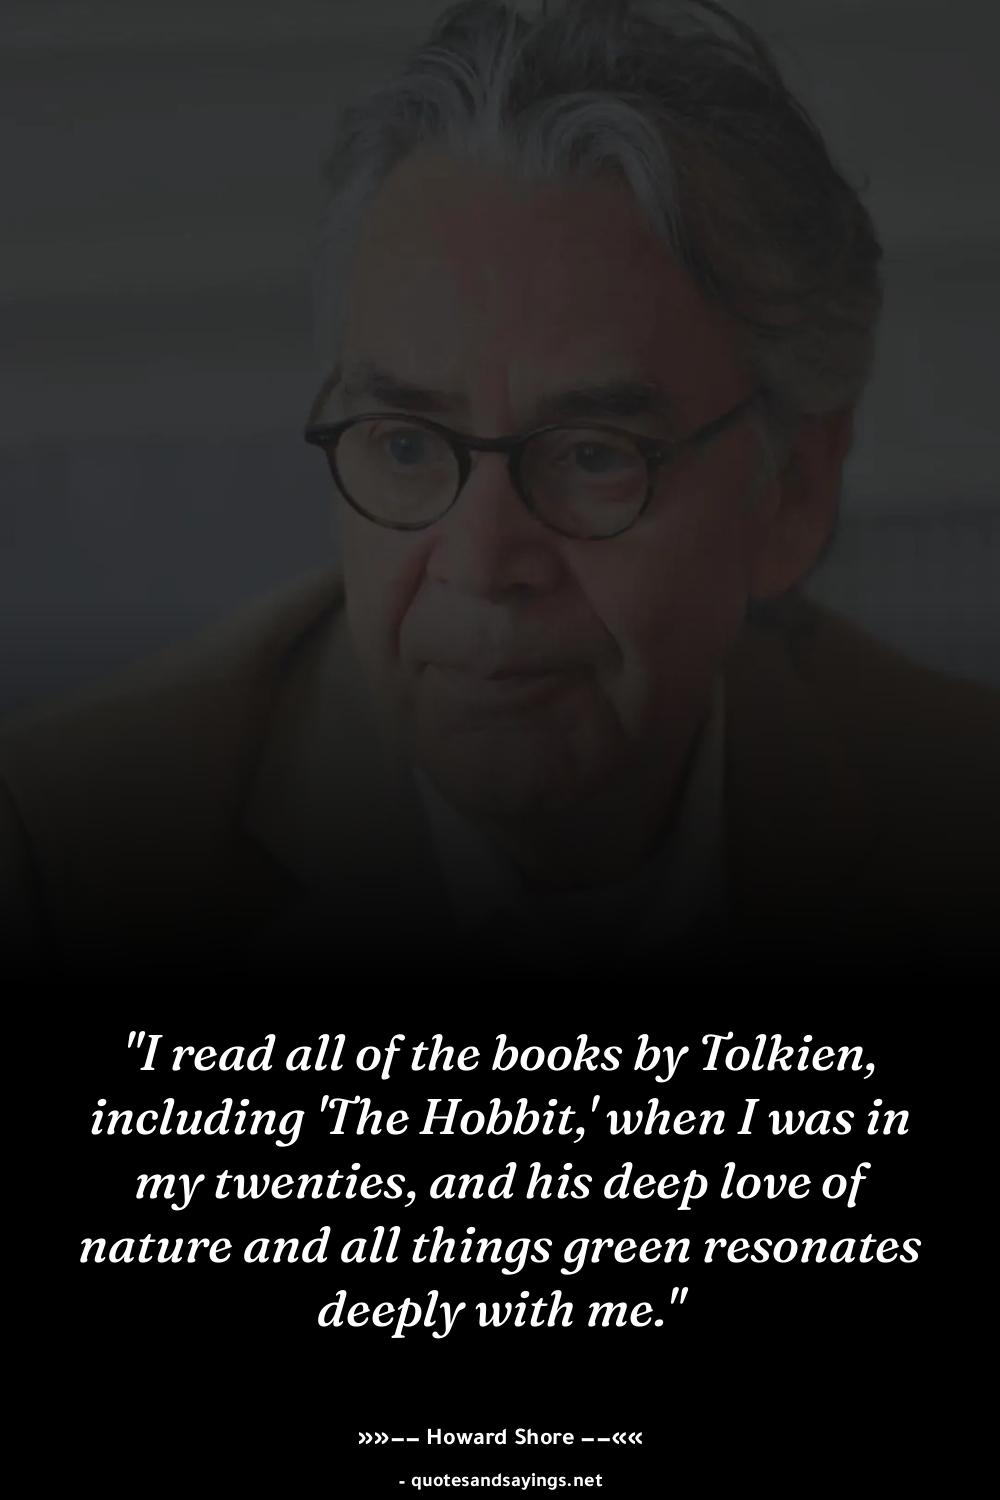 "I read all of the books by Tolkien,
including 'The Hobbit,' when I was in
my twenties, and his deep love of
nature and all things green resonates
deeply with me."
»»−− Howard Shore −−««
- quotesandsayings.net